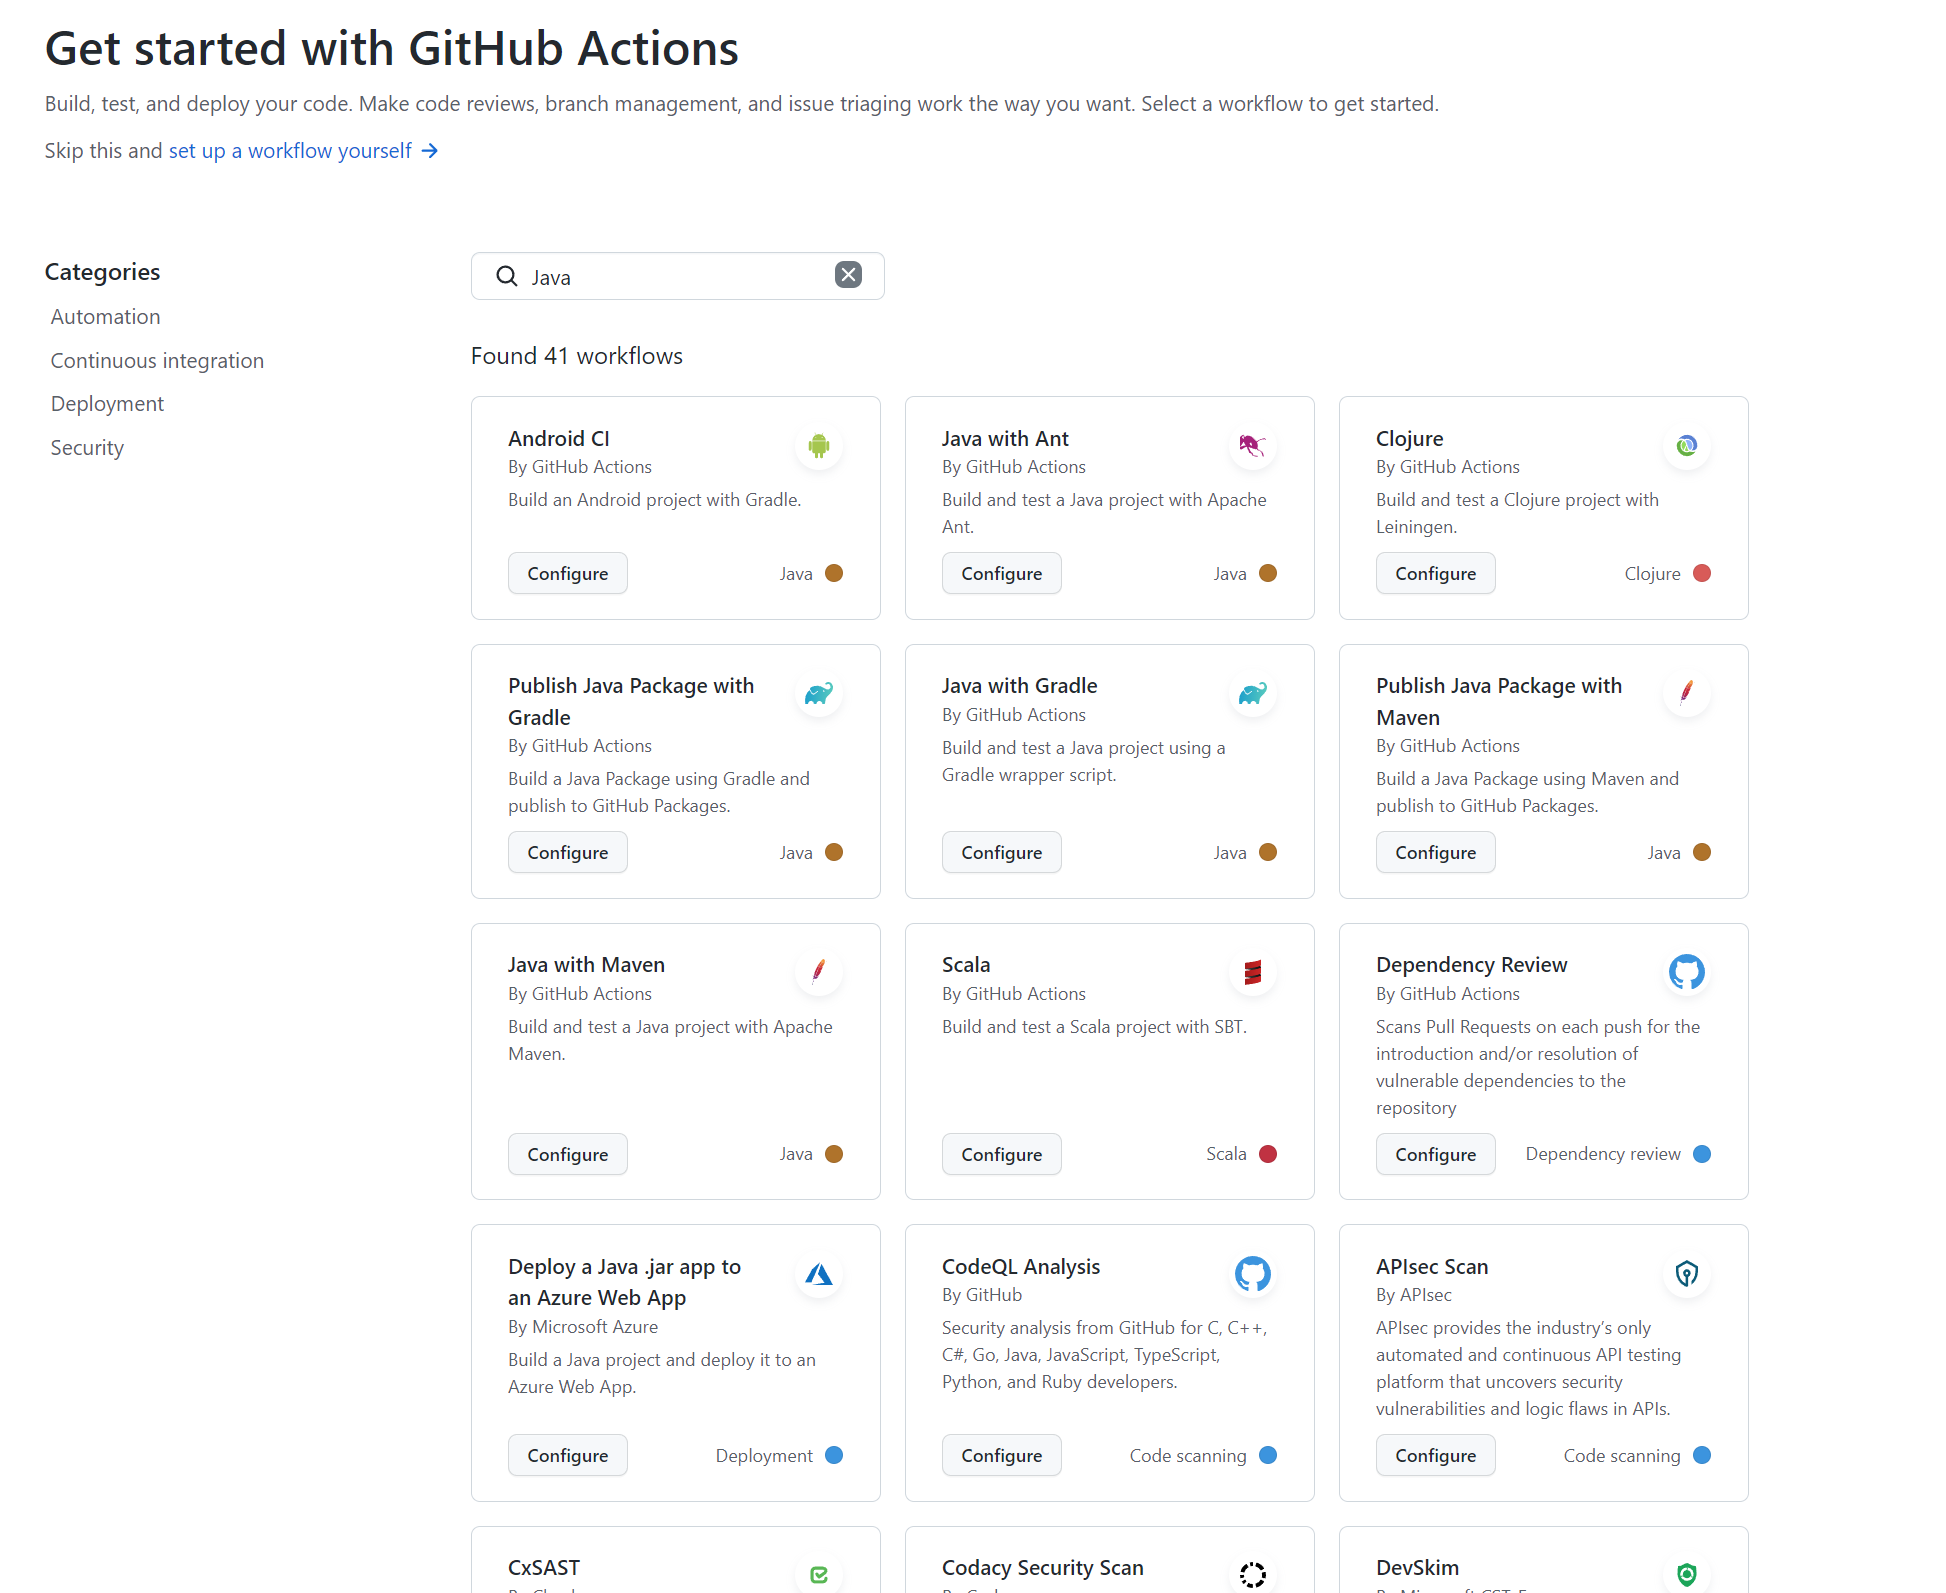 Get started with GitHub Actions
Build, test, and deploy your code. Make code reviews, branch management, and issue triaging work the way you want. Select a workflow to get started.
Skip this and set up a workflow yourself →
Categories
Automation
Continuous integration
Deployment
Security
Java
Found 41 workflows
Android CI
By GitHub Actions
Build an Android project with Gradle.
Configure
Java
Java with Ant
By GitHub Actions
Build and test a Java project with Apache
Ant.
Configure
Java
Clojure
By GitHub Actions
Build and test a Clojure project with
Leiningen.
Configure
Clojure
Publish Java Package with
Gradle
By GitHub Actions
Build a Java Package using Gradle and
publish to GitHub Packages.
Configure
Java
Java with Gradle
By GitHub Actions
Build and test a Java project using a
Gradle wrapper script.
Configure
Java
Publish Java Package with
Maven
By GitHub Actions
Build a Java Package using Maven and
publish to GitHub Packages.
Configure
Java
Java with Maven
By GitHub Actions
Build and test a Java project with Apache
Maven.
Configure
Java
Scala
By GitHub Actions
Build and test a Scala project with SBT.
Configure
Scala
Dependency Review
By GitHub Actions
Scans Pull Requests on each push for the
introduction and/or resolution of
vulnerable dependencies to the
repository
Configure
Dependency review
Deploy a Java .jar app to
an Azure Web App
By Microsoft Azure
Build a Java project and deploy it to an
Azure Web App.
Configure
Deployment
CodeQL Analysis
By GitHub
Security analysis from GitHub for C, C++,
C#, Go, Java, JavaScript, TypeScript,
Python, and Ruby developers.
Configure
Code scanning
APIsec Scan
By APIsec
APIsec provides the industry’s only
automated and continuous API testing
platform that uncovers security
vulnerabilities and logic flaws in APIs.
Configure
Code scanning
CxSAST
Codacy Security Scan
DevSkim